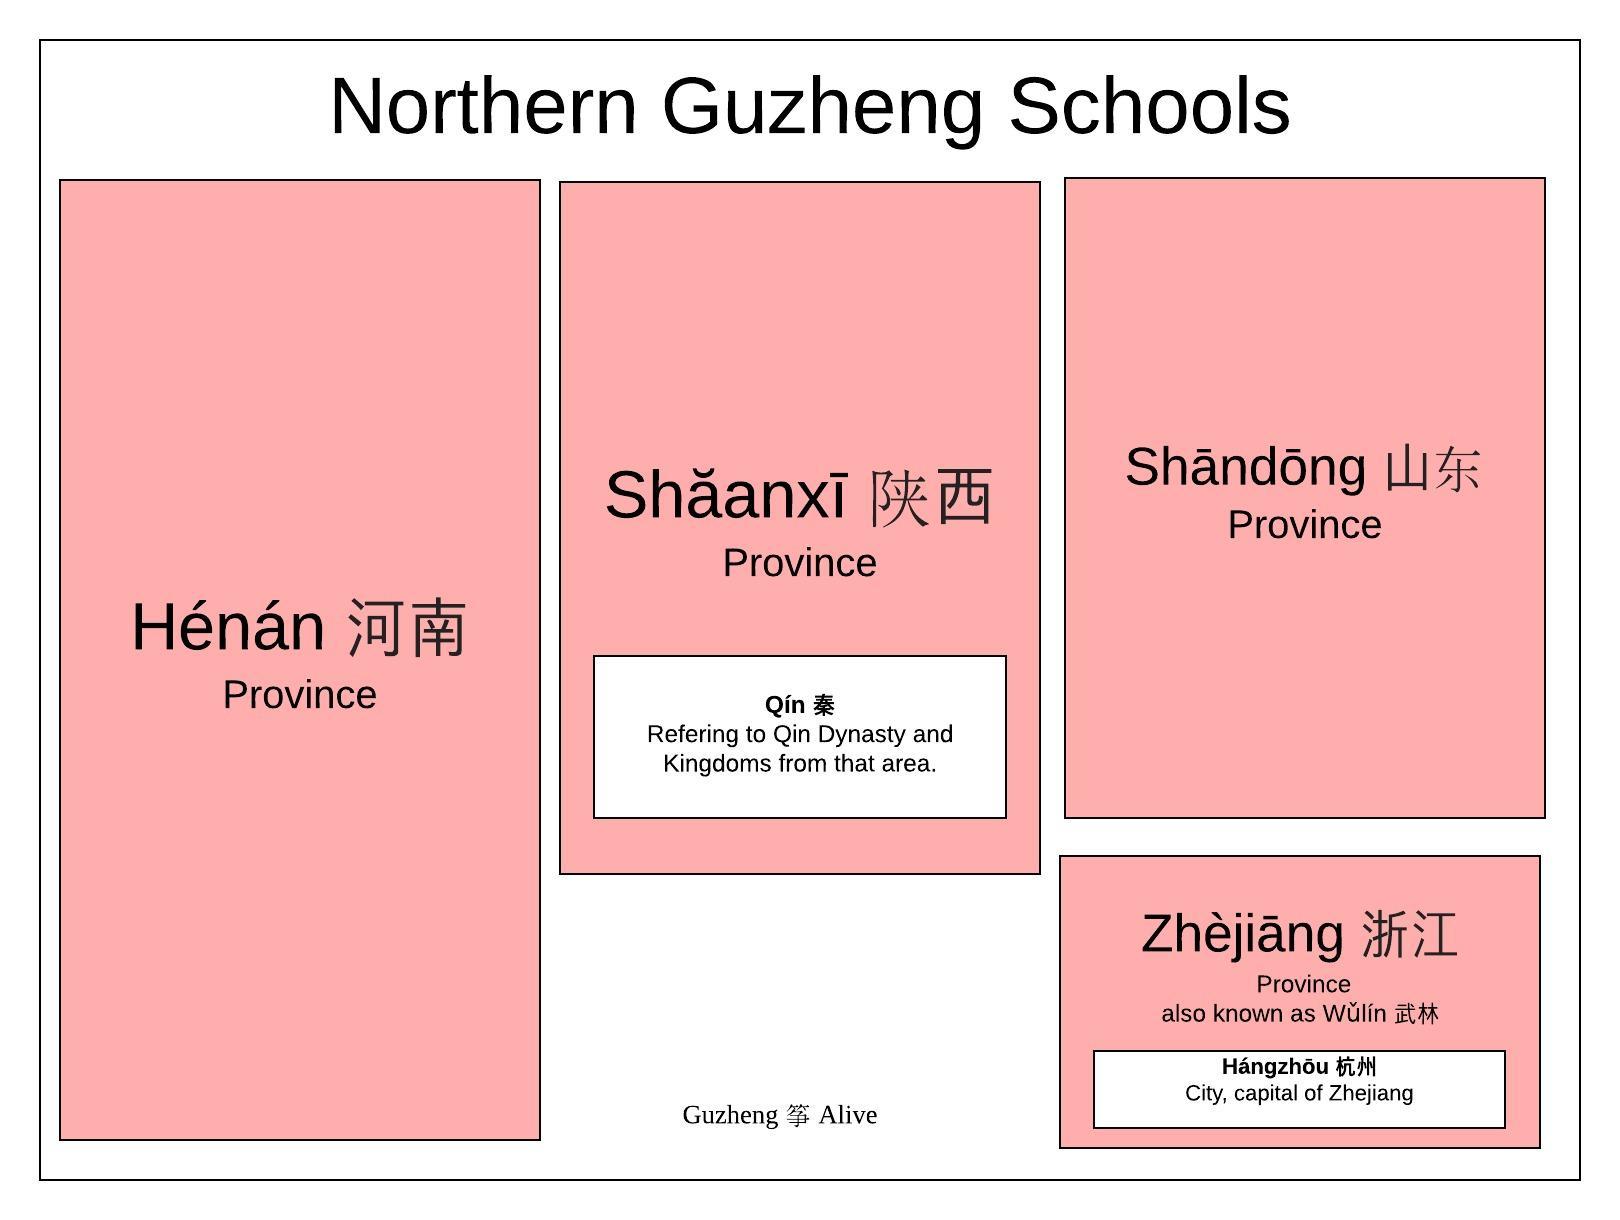 Northern Guzheng Schools
Hénán 河南
Province
Shăanxī 陕西
Province
Qín 秦
Refering to Qin Dynasty and
Kingdoms from that area.
Shāndōng 山东
Province
Zhèjiāng 浙江
Province
also known as Wǔlín 武林
Hángzhōu 杭州
City, capital of Zhejiang
Guzheng 筝 Alive